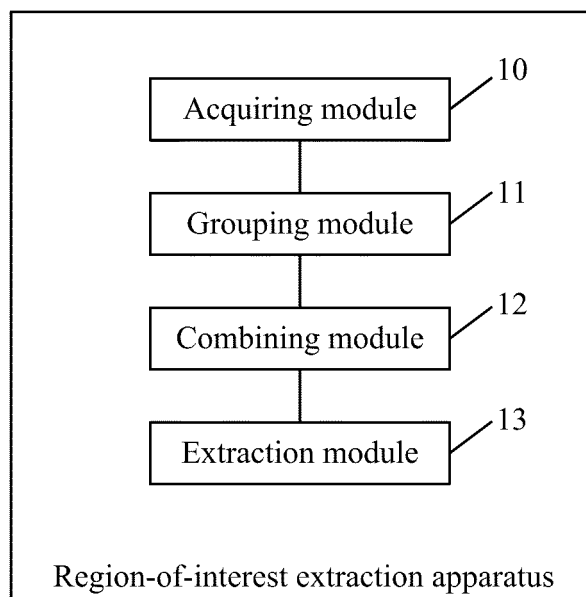 10
Acquiring module
11
Grouping module
12
Combining module
13
Extraction module
Region-of-interest extraction apparatus